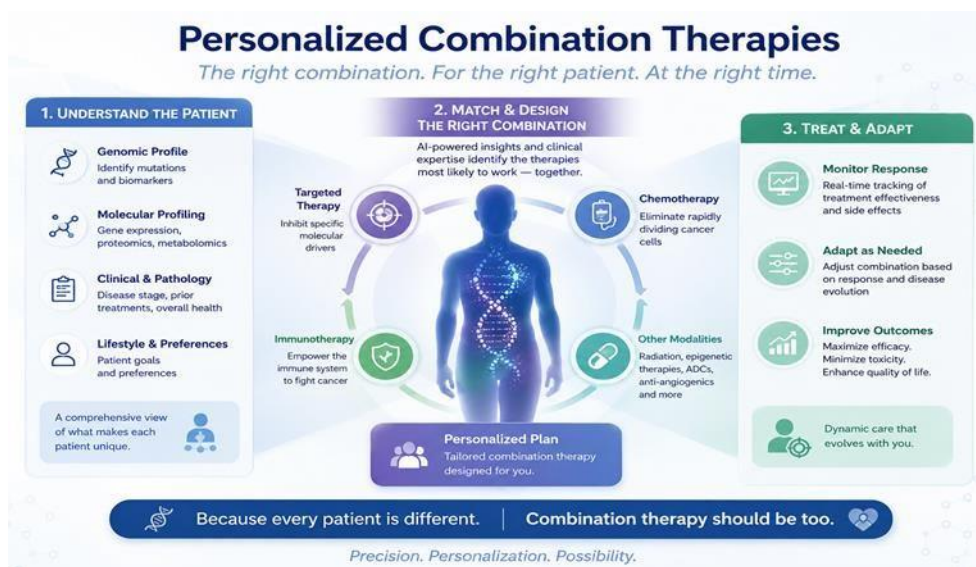 Personalized Combination Therapies
The right combination. For the right patient. At the right time.
1. UNDERSTAND THE PATIENT
Genomic Profile
Identify mutations
and biomarkers
Molecular Profiling
Gene expression,
proteomics, metabolomics
Clinical & Pathology
Disease stage, prior
treatments, overall health
Lifestyle & Preferences
Patient goals
and preferences
A comprehensive view
of what makes each
patient unique.
2. MATCH & DESIGN
THE RIGHT COMBINATION
AI-powered insights and clinical
expertise identify the therapies
most likely to work — together.
Targeted
Therapy
Inhibit specific
molecular
drivers
Chemotherapy
Eliminate rapidly
dividing cancer
cells
Immunotherapy
Empower the
immune system
to fight cancer
Other Modalities
Radiation, epigenetic
therapies, ADCs,
anti-angiogenics
and more
Personalized Plan
Tailored combination therapy
designed for you.
3. TREAT & ADAPT
Monitor Response
Real-time tracking of
treatment effectiveness
and side effects
Adapt as Needed
Adjust combination based
on response and disease
evolution
Improve Outcomes
Maximize efficacy.
Minimize toxicity.
Enhance quality of life.
Dynamic care that
evolves with you.
Because every patient is different. | Combination therapy should be too.
Precision. Personalization. Possibility.